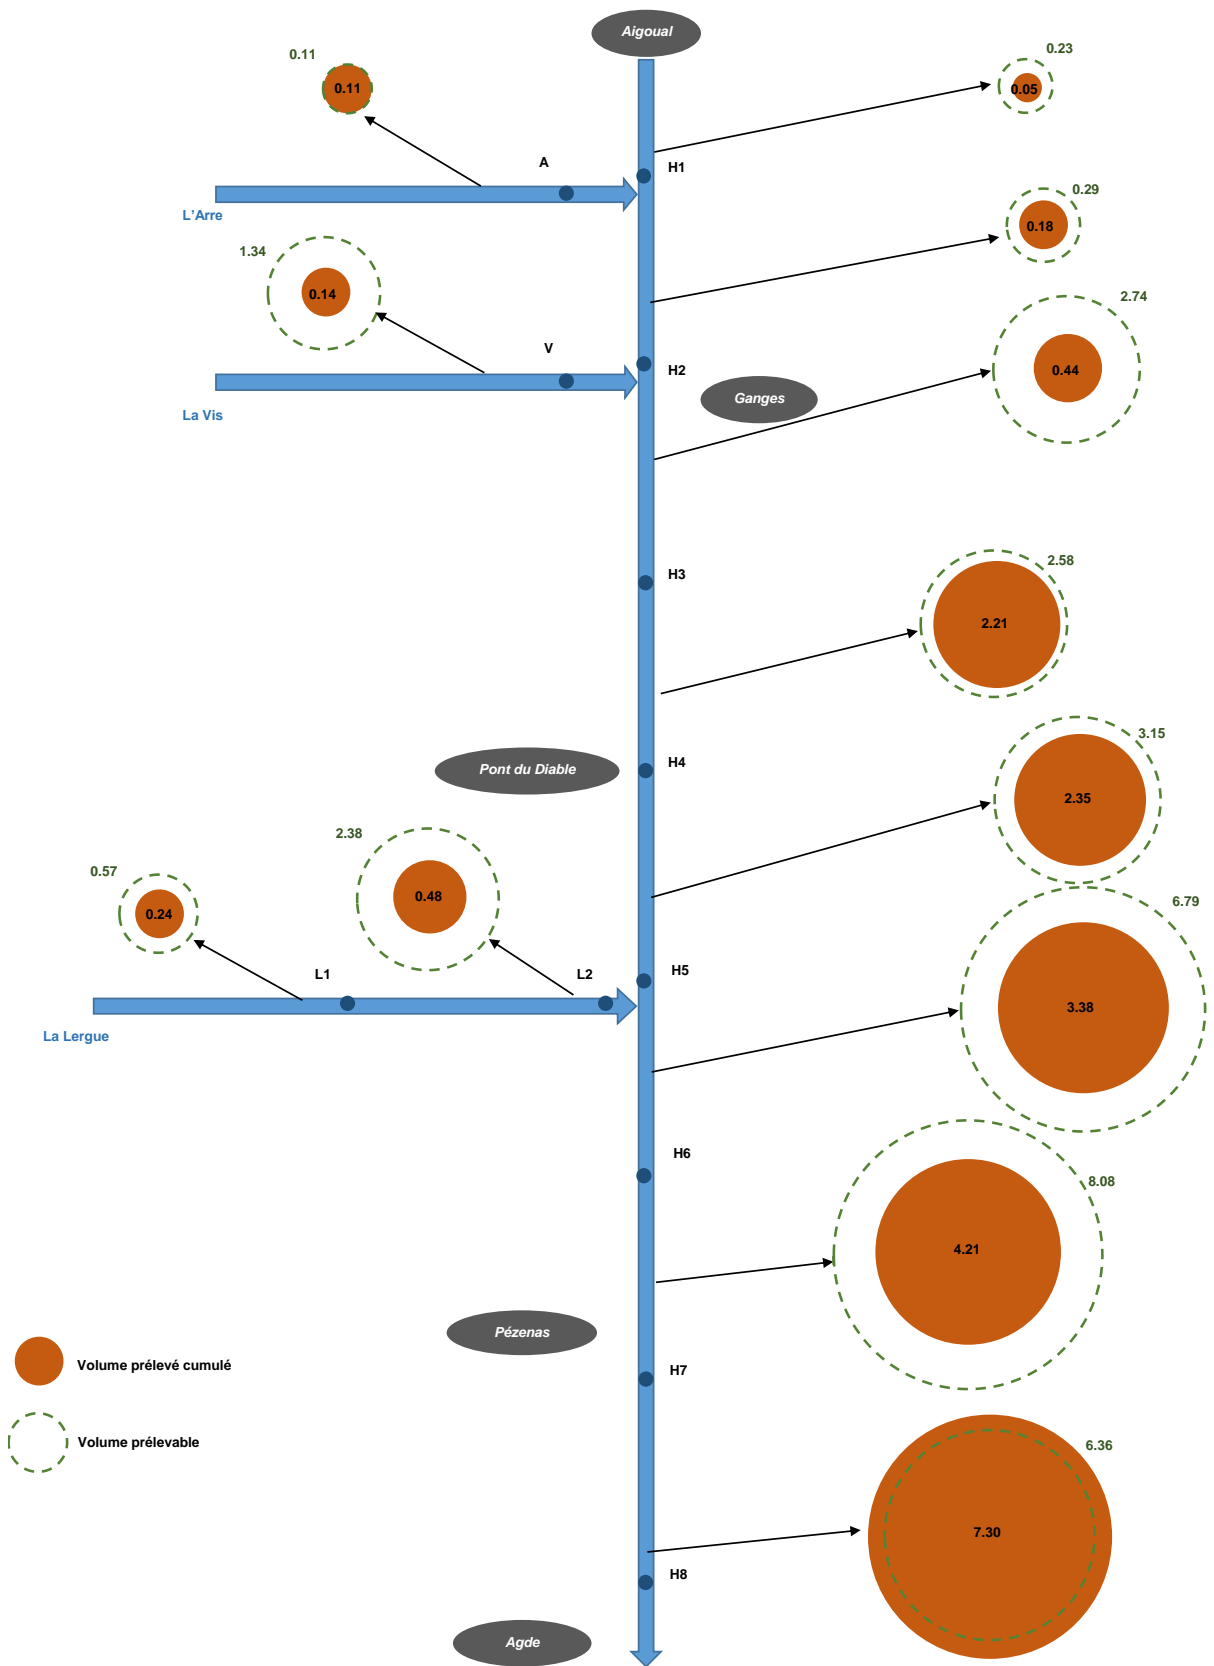 Aigoual
0.11
0.11
0.23
0.05
A
H1
L'Arre
0.29
0.18
1.34
0.14
2.74
0.44
V
H2
Ganges
La Vis
H3
2.58
2.21
Pont du Diable
H4
3.15
2.35
2.38
0.48
0.57
0.24
L1
L2
H5
6.79
3.38
La Lergue
H6
8.08
4.21
Pézenas
H7
Volume prélevé cumulé
Volume prélevable
6.36
7.30
H8
Agde